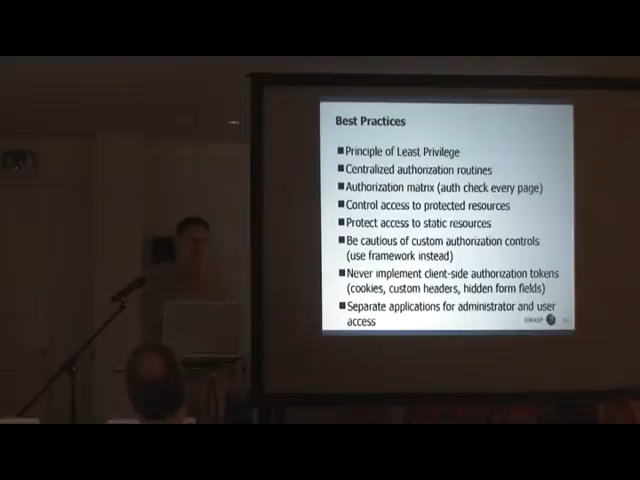 Best Practices
■Principle of Least Privilege
■Centralized authorization routines
■Authorization matrix (auth check every page)
■Control access to protected resources
■Protect access to static resources
■Be cautious of custom authorization controls
(use framework instead)
■Never implement client-side authorization tokens
(cookies, custom headers, hidden form fields)
■Separate applications for administrator and user
access
OWASP